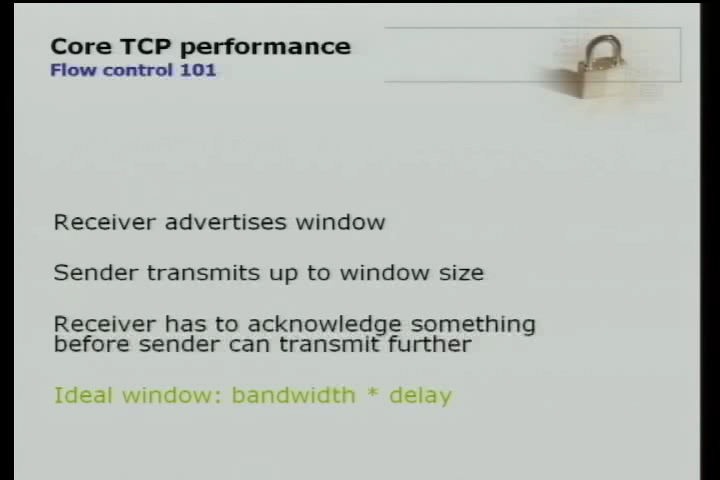 Core TCP performance
Flow control 101
Receiver advertises window
Sender transmits up to window size
Receiver has to acknowledge something
before sender can transmit further
Ideal window: bandwidth * delay